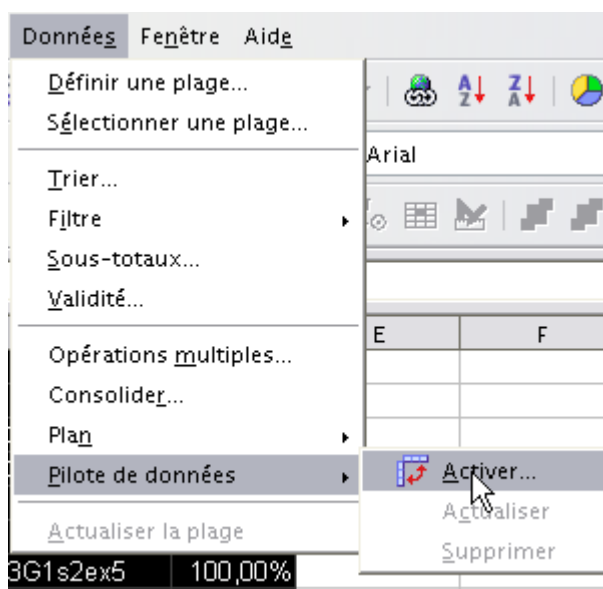 Données Fenêtre Aide
Définir une plage...
Sélectionner une plage...
Arial
Trier...
Filtre
Sous-totaux...
Validité...
E F
Opérations multiples...
Consolider...
Plan
Pilote de données
Activer...
Actualiser
Actualiser la plage
Supprimer
3G1s2ex5 100,00%